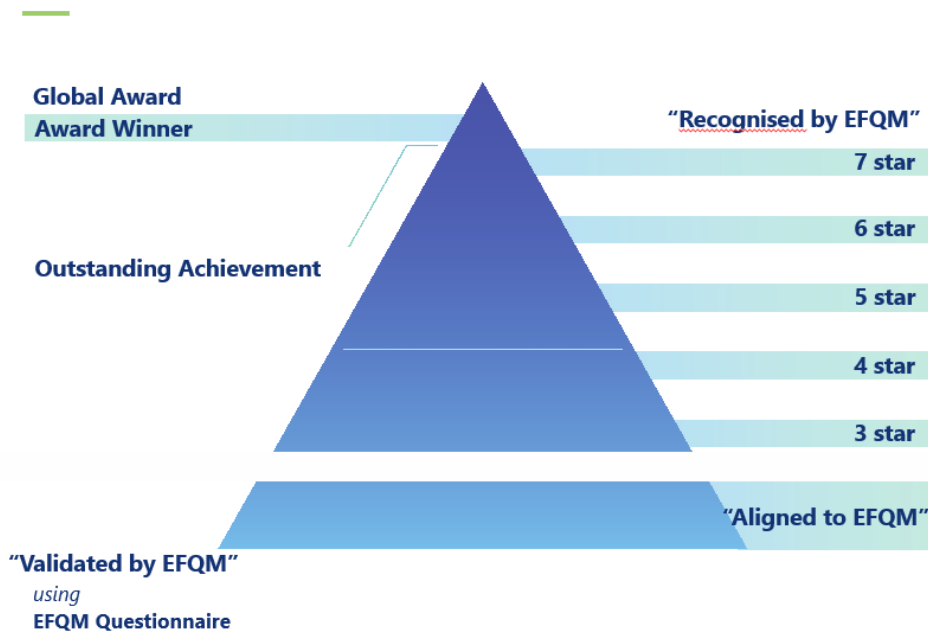 Global Award
Award Winner
Outstanding Achievement
“Validated by EFQM”
using
EFQM Questionnaire
“Recognised by EFQM”
7 star
6 star
5 star
4 star
3 star
“Aligned to EFQM”